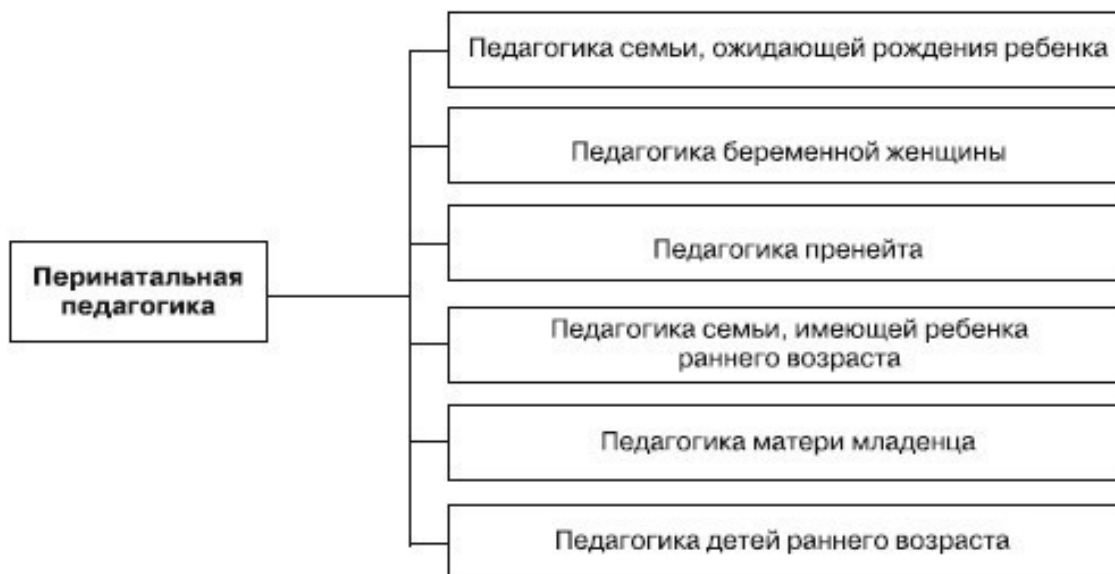 Педагогика семьи, ожидающей рождения ребенка
Педагогика беременной женщины
Педагогика пренейта
Перинатальная
педагогика
Педагогика семьи, имеющей ребенка
раннего возраста
Педагогика матери младенца
Педагогика детей раннего возраста